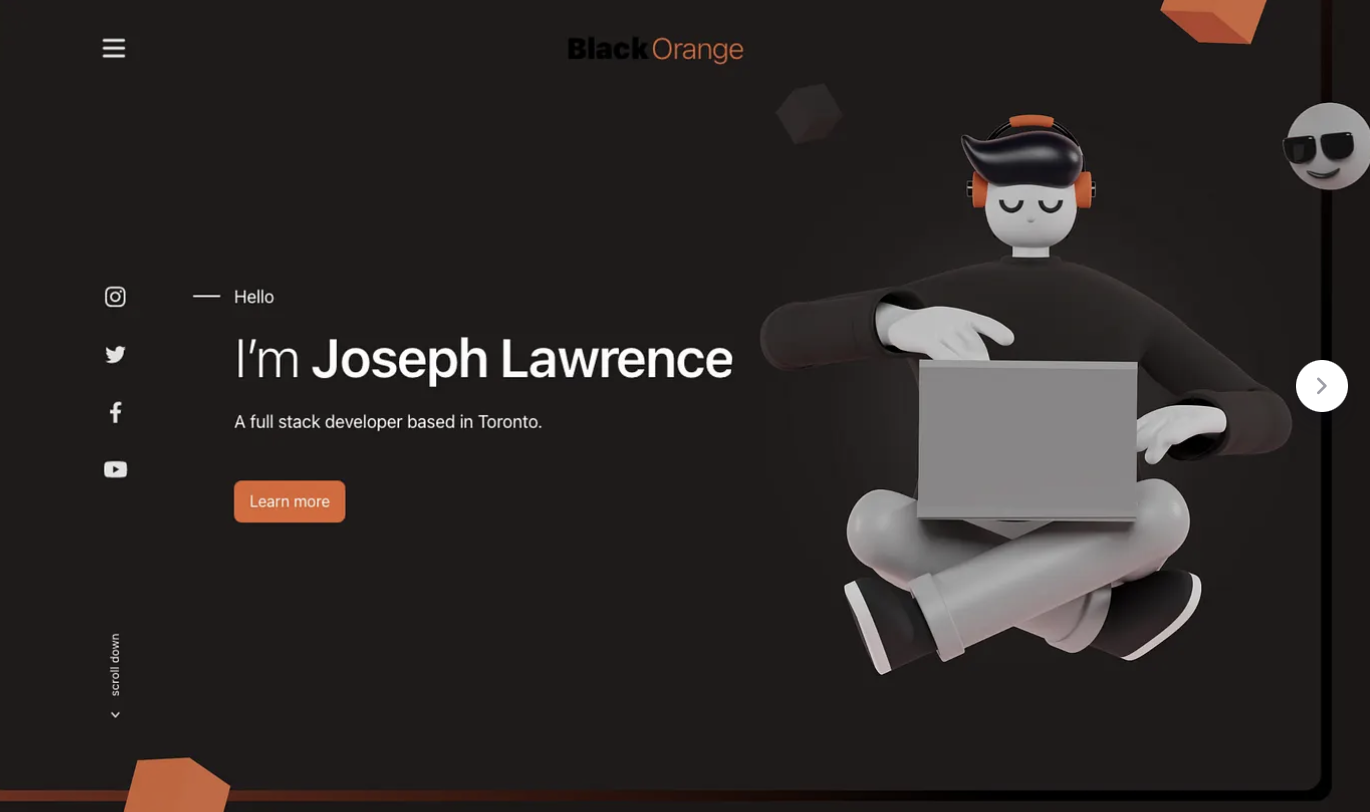 BlackOrange
Hello
I’m Joseph Lawrence
A full stack developer based in Toronto.
Learn more
scroll down